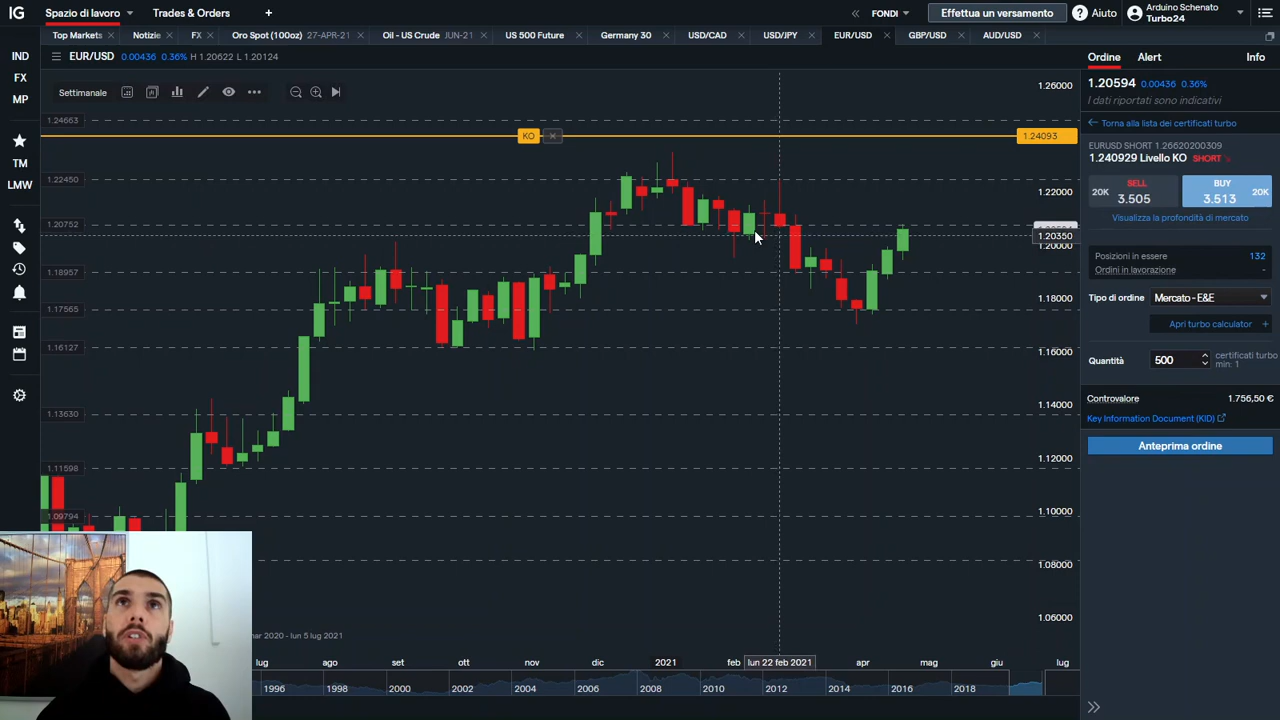 IG Spazio di lavoro Trades & Orders + « FONDI Effettua un versamento ? Aiuto Arduino Schenato
Turbo24
Top Markets Notizie FX Oro Spot (100oz) 27-APR-21 Oil - US Crude JUN-21 US 500 Future Germany 30 USD/CAD USD/JPY EUR/USD GBP/USD AUD/USD
IND
FX
MP
TM
LMW
EUR/USD 0.00436 0.36% H 1.20622 L 1.20124
Settimanale
1.24663
1.22450
1.20752
1.18957
1.17565
1.16127
1.13630
1.11598
1.09794
KO × 1.24093
1.26000
1.22000
1.20350
1.20000
1.18000
1.16000
1.14000
1.12000
1.10000
1.08000
1.06000
mar 2020 - lun 5 lug 2021
lug ago set ott nov dic 2021 feb lun 22 feb 2021 apr mag giu lug
1996 1998 2000 2002 2004 2006 2008 2010 2012 2014 2016 2018
Ordine Alert Info
1.20594 0.00436 0.36%
I dati riportati sono indicativi
Torna alla lista dei certificati turbo
EURUSD SHORT 1.26620200309
1.240929 Livello KO SHORT
20K SELL 3.505 BUY 3.513 20K
Visualizza la profondità di mercato
Posizioni in essere 132
Ordini in lavorazione -
Tipo di ordine Mercato - E&E
Apri turbo calculator +
Quantità 500 certificati turbo
min: 1
Controvalore 1.756,50 €
Key Information Document (KID)
Anteprima ordine